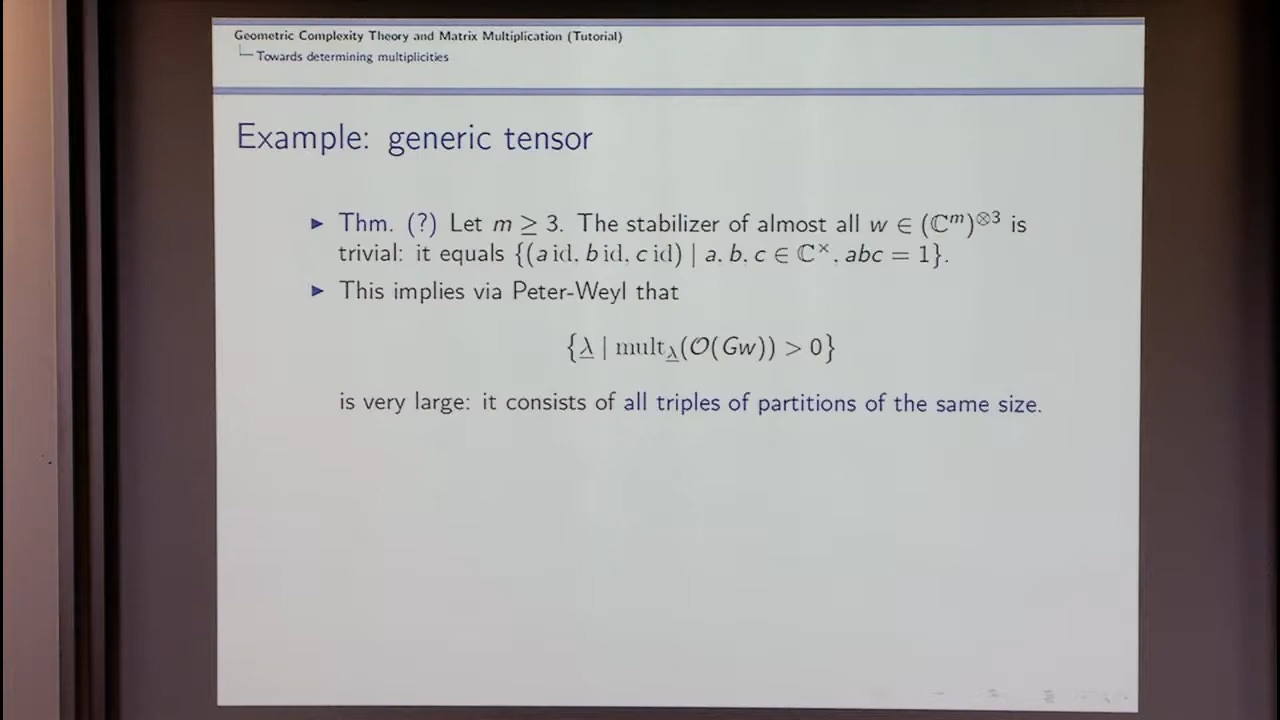 Geometric Complexity Theory and Matrix Multiplication (Tutorial)
Towards determining multiplicities
Example: generic tensor
▶ Thm. (?) Let m ≥ 3. The stabilizer of almost all w ∈ (ℂᵐ)^⊗3 is
trivial: it equals {(a id, b id, c id) | a, b, c ∈ ℂ^×, abc = 1}.
▶ This implies via Peter-Weyl that
{λ | mult_λ(𝒪(Gw)) > 0}
is very large: it consists of all triples of partitions of the same size.